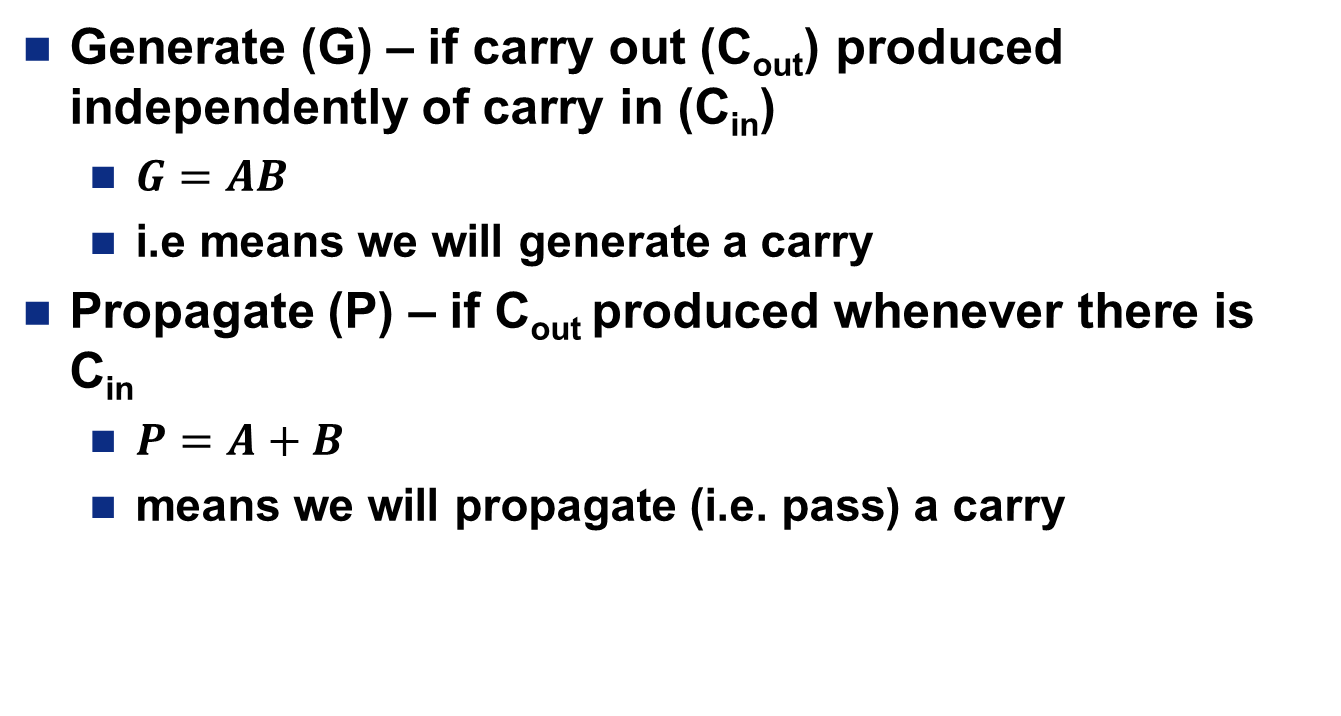 ■ Generate (G) – if carry out (Cout) produced
independently of carry in (Cin)
■ G = AB
■ i.e means we will generate a carry
■ Propagate (P) – if Cout produced whenever there is
Cin
■ P = A + B
■ means we will propagate (i.e. pass) a carry